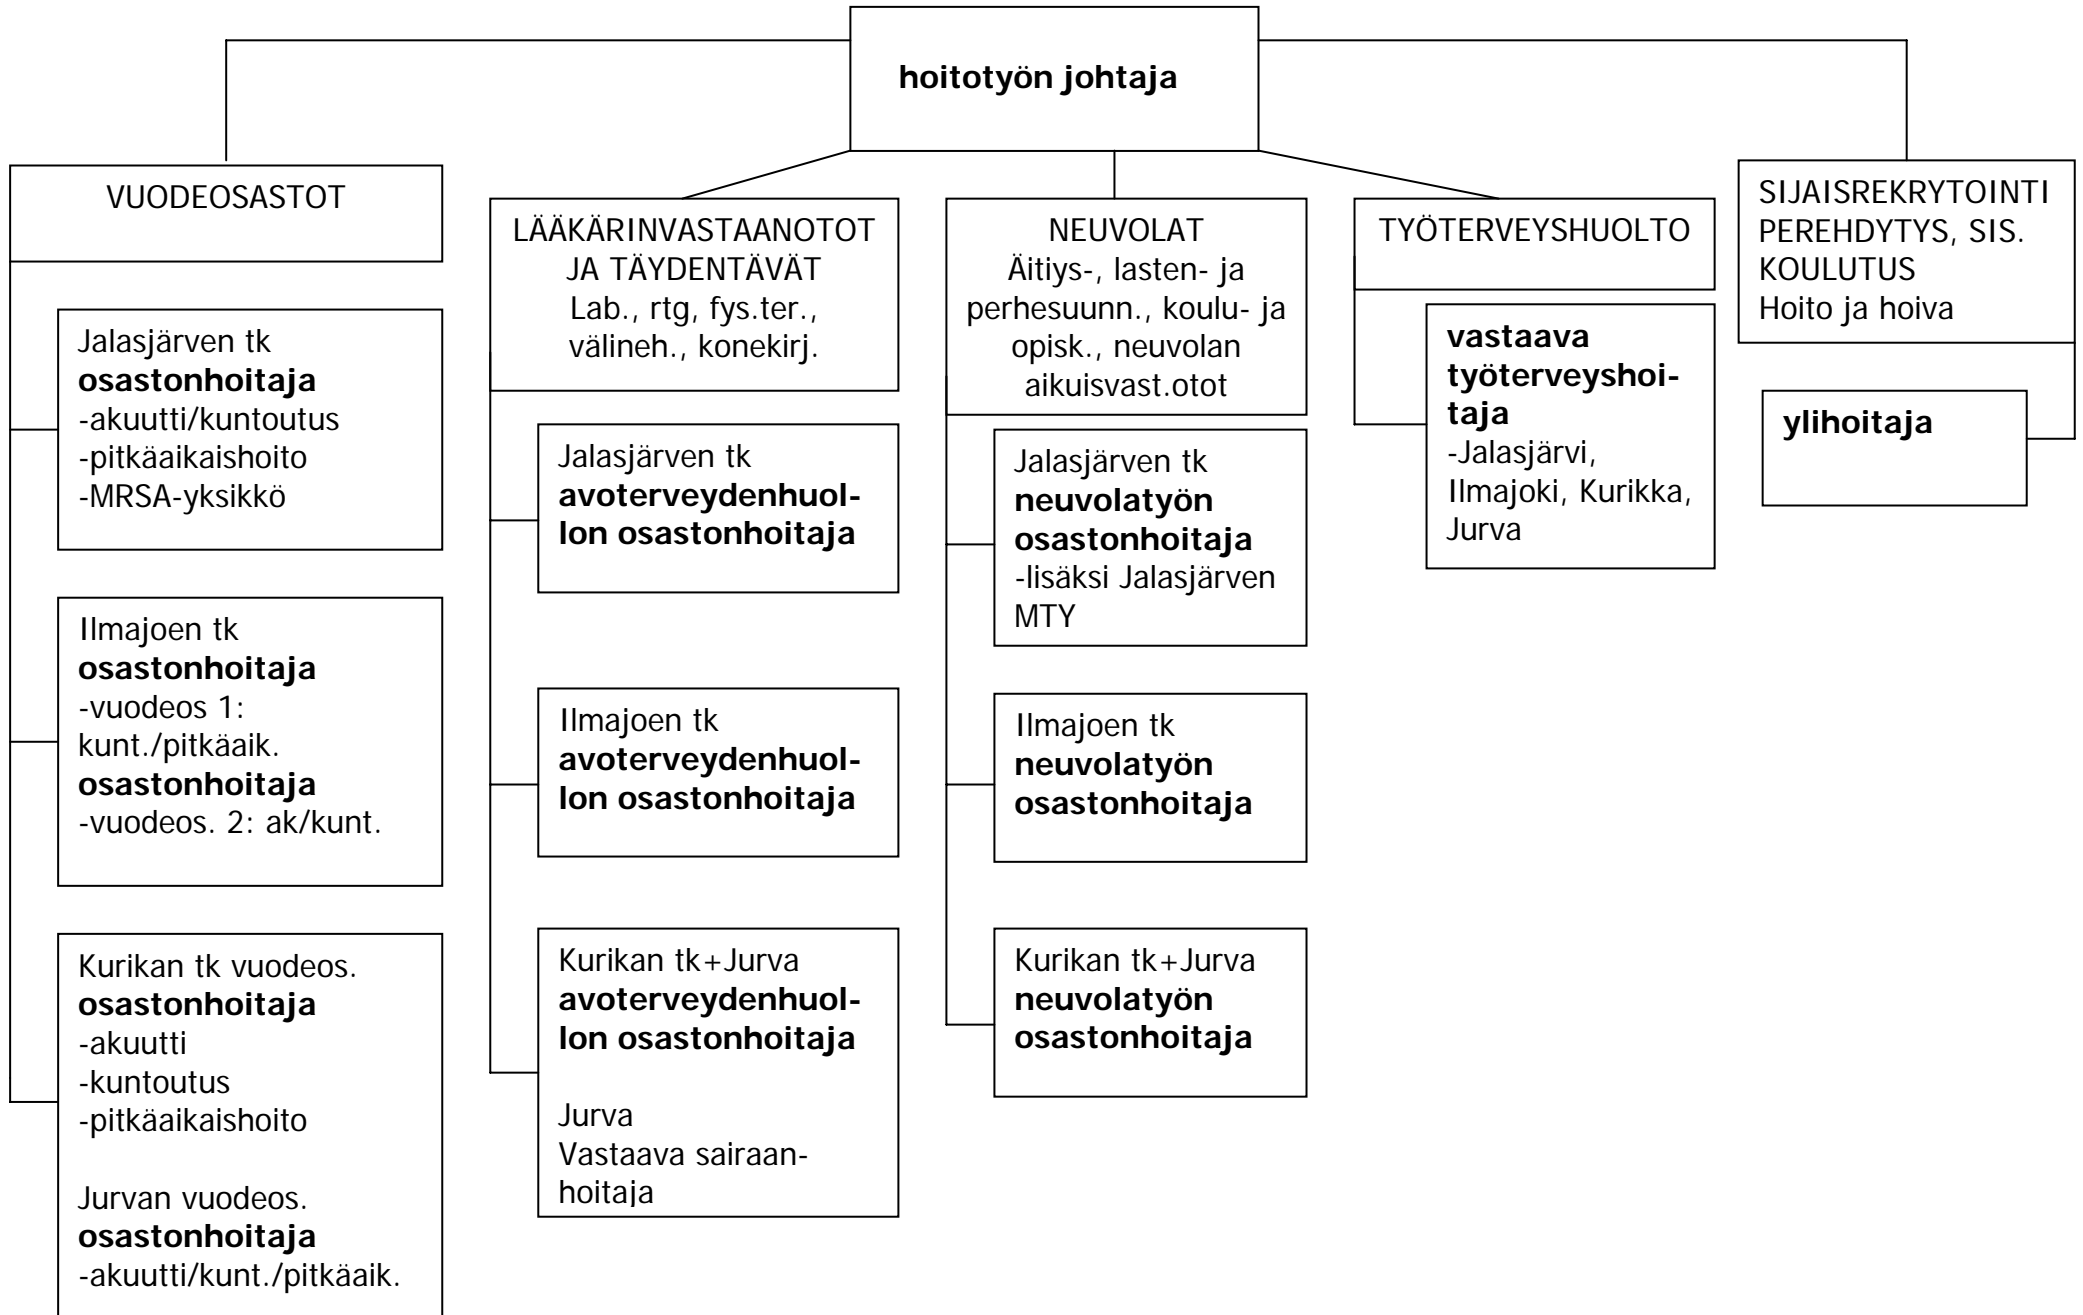 hoitotyön johtaja
VUODEOSASTOT
Jalasjärven tk
osastonhoitaja
-akuutti/kuntoutus
-pitkäaikaishoito
-MRSA-yksikkö
Ilmajoen tk
osastonhoitaja
-vuodeos 1:
kunt./pitkäaik.
osastonhoitaja
-vuodeos. 2: ak/kunt.
Kurikan tk vuodeos.
osastonhoitaja
-akuutti
-kuntoutus
-pitkäaikaishoito
Jurvan vuodeos.
osastonhoitaja
-akuutti/kunt./pitkäaik.
LÄÄKÄRINVASTAANOTOT
JA TÄYDENTÄVÄT
Lab., rtg, fys.ter.,
välineh., konekirj.
Jalasjärven tk
avoterveydenhuol-
lon osastonhoitaja
Ilmajoen tk
avoterveydenhuol-
lon osastonhoitaja
Kurikan tk+Jurva
avoterveydenhuol-
lon osastonhoitaja
Jurva
Vastaava sairaan-
hoitaja
NEUVOLAT
Äitiys-, lasten- ja
perhesuunn., koulu- ja
opisk., neuvolan
aikuisvast.otot
Jalasjärven tk
neuvolatyön
osastonhoitaja
-lisäksi Jalasjärven
MTY
Ilmajoen tk
neuvolatyön
osastonhoitaja
Kurikan tk+Jurva
neuvolatyön
osastonhoitaja
TYÖTERVEYSHUOLTO
vastaava
työterveyshoi-
taja
-Jalasjärvi,
Ilmajoki, Kurikka,
Jurva
SIJAISREKRYTOINTI
PEREHDYTYS, SIS.
KOULUTUS
Hoito ja hoiva
ylihoitaja